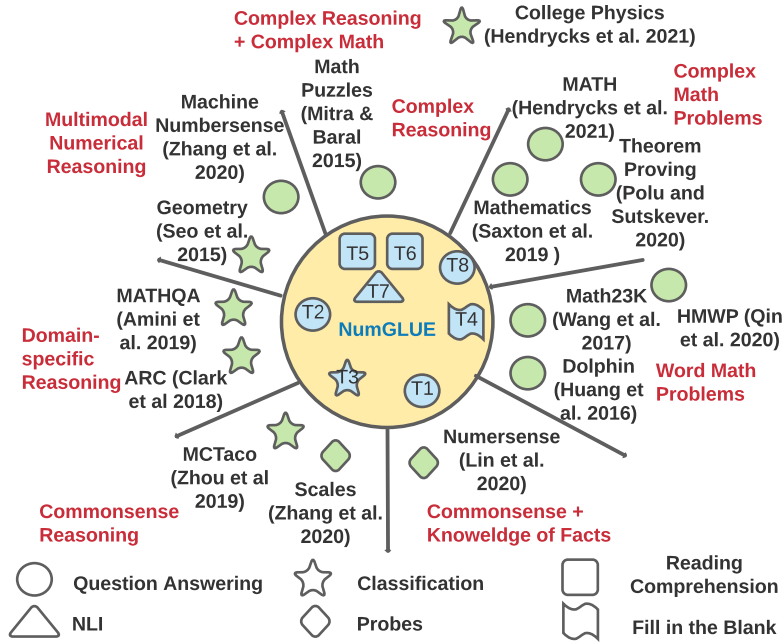 Complex Reasoning
+ Complex Math
College Physics
(Hendrycks et al. 2021)
Math
Puzzles
(Mitra &
Baral
2015)
Complex
Reasoning
MATH
(Hendrycks et al.
2021)
Complex
Math
Problems
Multimodal
Numerical
Reasoning
Machine
Numbersense
(Zhang et al.
2020)
Theorem
Proving
(Polu and
Sutskever.
2020)
Geometry
(Seo et al.
2015)
Mathematics
(Saxton et al.
2019 )
T5
T6
T8
T7
T2
NumGLUE
T4
T3
T1
MATHQA
(Amini et
al. 2019)
Math23K
(Wang et al.
2017)
HMWP (Qin
et al. 2020)
Domain-
specific
Reasoning
ARC (Clark
et al 2018)
Dolphin
(Huang et
al. 2016)
Word Math
Problems
MCTaco
(Zhou et al
2019)
Scales
(Zhang et al.
2020)
Numersense
(Lin et al.
2020)
Commonsense
Reasoning
Commonsense +
Knoweldge of Facts
Question Answering
Classification
Reading
Comprehension
NLI
Probes
Fill in the Blank